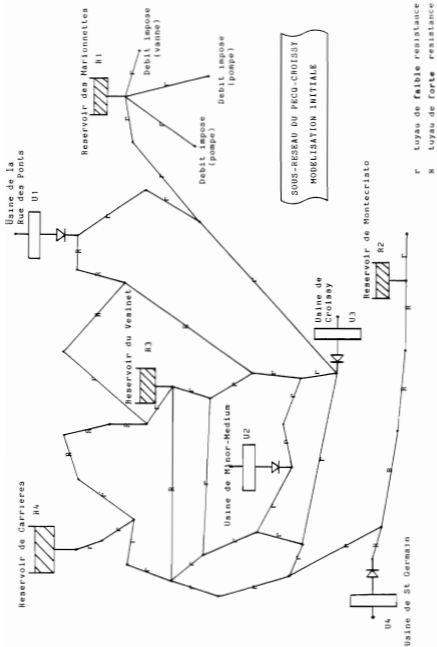 Reservoir de Carrieres
R4
Reservoir du Vesinet
R3
Usine de la
Rue des Ponts
U1
Reservoir des Marionnettes
R1
Debit impose
(vanne)
Debit impose
(pompe)
Debit impose
(pompe)
Usine de Minor-Medium
U2
Usine de
Croissy
U3
SOUS-RESEAU DU PECQ-CROISSY
MODELISATION INITIALE
Reservoir de Montecristo
R2
U4
Usine de St Germain
r tuyau de faible resistance
R tuyau de forte resistance